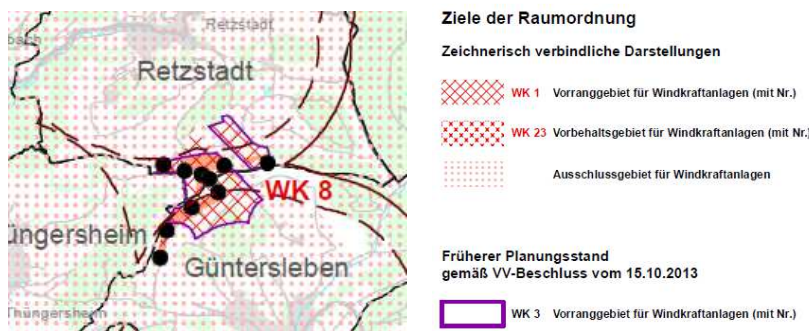 Retzstadt
bach
Retzstadt
WK 8
üngersheim
Güntersleben
Thüngersheim
Ziele der Raumordnung
Zeichnerisch verbindliche Darstellungen
WK 1 Vorranggebiet für Windkraftanlagen (mit Nr.)
WK 23 Vorbehaltsgebiet für Windkraftanlagen (mit Nr.)
Ausschlussgebiet für Windkraftanlagen
Früherer Planungsstand
gemäß VV-Beschluss vom 15.10.2013
WK 3 Vorranggebiet für Windkraftanlagen (mit Nr.)